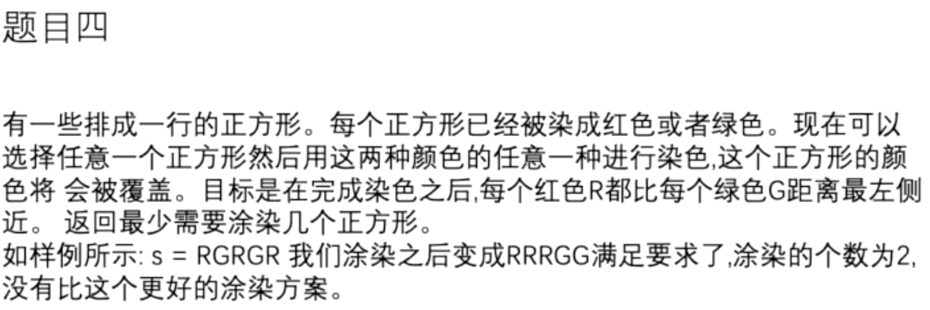 题目四
有一些排成一行的正方形。每个正方形已经被染成红色或者绿色。现在可以
选择任意一个正方形然后用这两种颜色的任意一种进行染色,这个正方形的颜
色将 会被覆盖。目标是在完成染色之后,每个红色R都比每个绿色G距离最左侧
近。 返回最少需要涂染几个正方形。
如样例所示: s = RGRGR 我们涂染之后变成RRRGG满足要求了,涂染的个数为2,
没有比这个更好的涂染方案。